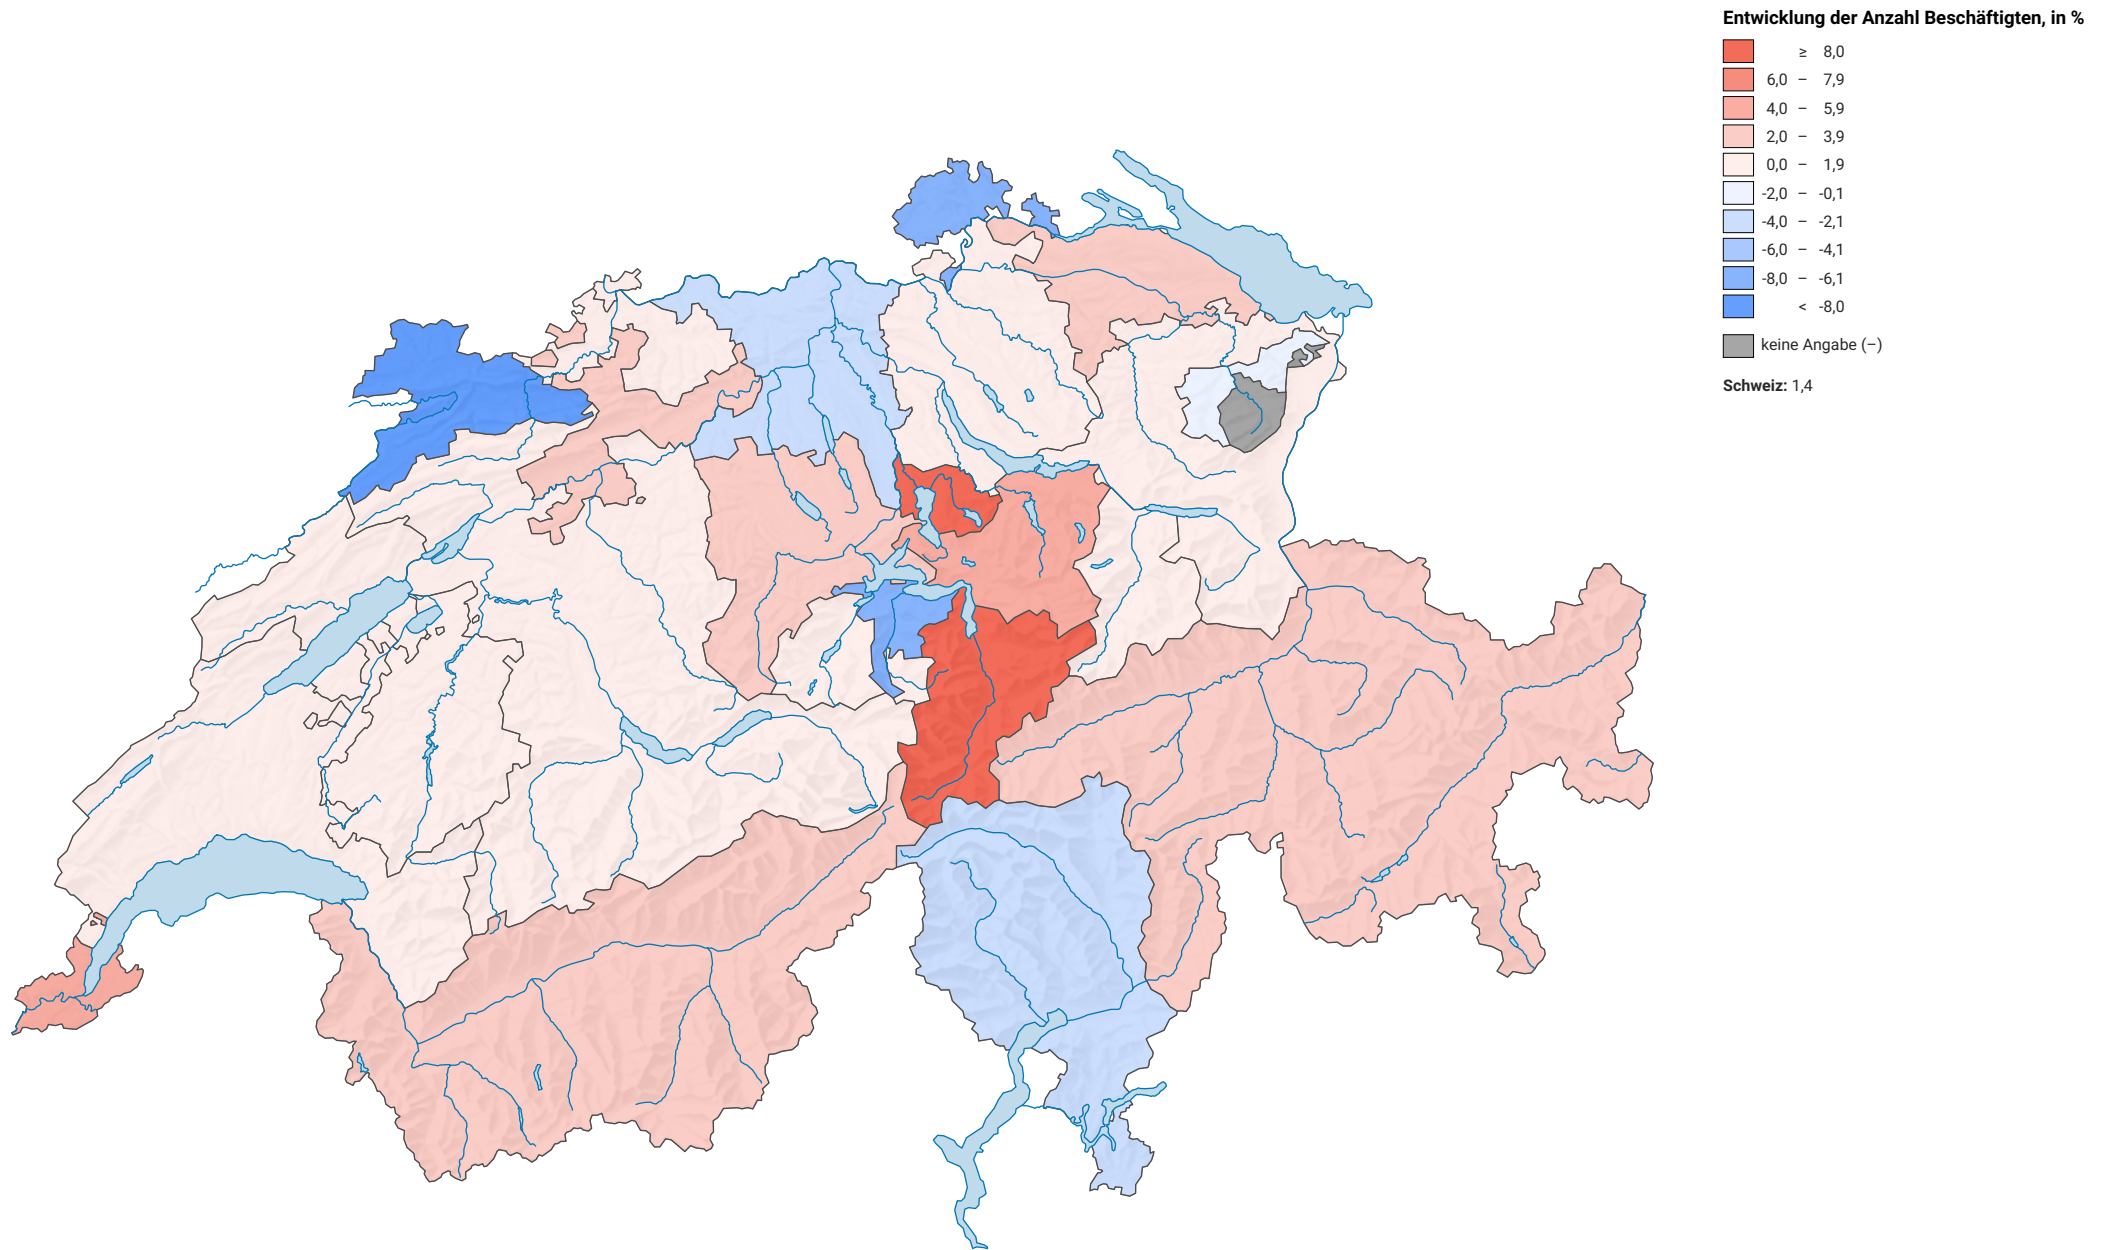 Entwicklung der Anzahl Beschäftigten, in %
≥ 8,0
6,0 – 7,9
4,0 – 5,9
2,0 – 3,9
0,0 – 1,9
-2,0 – -0,1
-4,0 – -2,1
-6,0 – -4,1
-8,0 – -6,1
< -8,0
keine Angabe (–)
Schweiz: 1,4